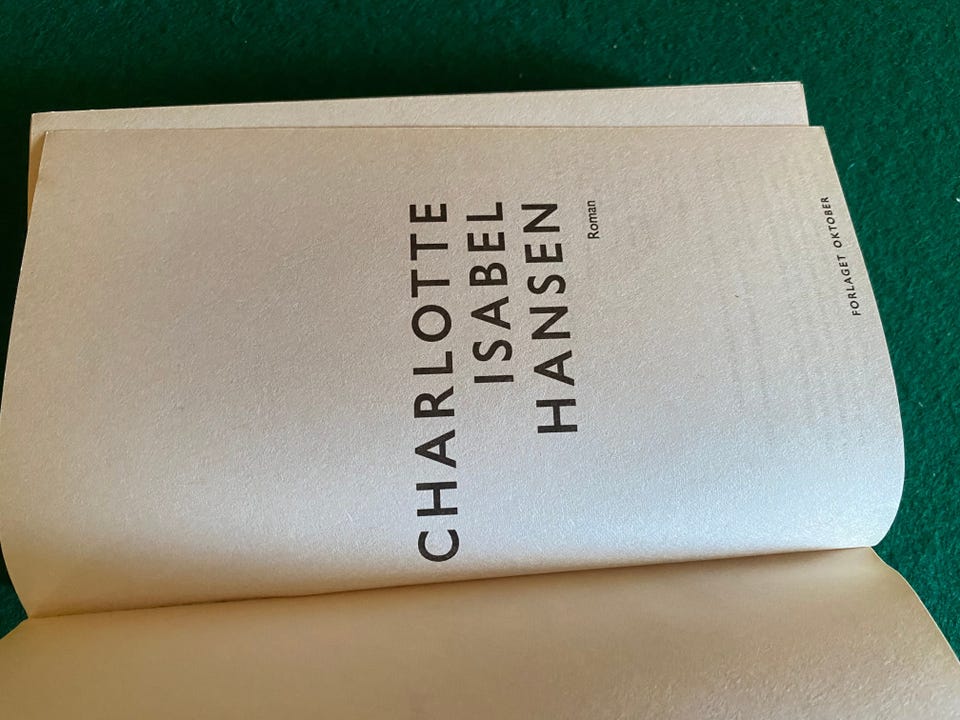 CHARLOTTE
ISABEL
HANSEN
Roman
FORLAGET OKTOBER